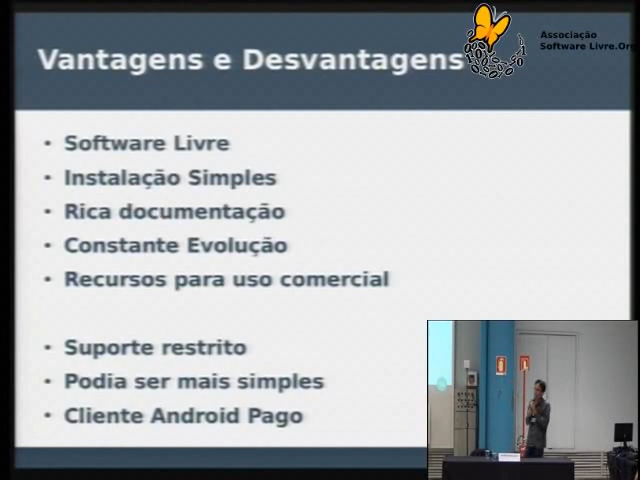 Vantagens e Desvantagens
Associação
Software Livre.Or
• Software Livre
• Instalação Simples
• Rica documentação
• Constante Evolução
• Recursos para uso comercial
• Suporte restrito
• Podia ser mais simples
• Cliente Android Pago